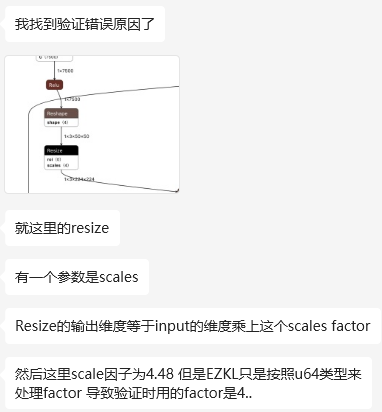 我找到验证错误原因了
1×7500
Relu
1×7500
Reshape
shape ⟨4⟩
1×3×50×50
Resize
roi ⟨0⟩
scales ⟨4⟩
1×3×224×224
就这里的resize
有一个参数是scales
Resize的输出维度等于input的维度乘上这个scales factor
然后这里scale因子为4.48 但是EZKL只是按照u64类型来
处理factor 导致验证时用的factor是4..